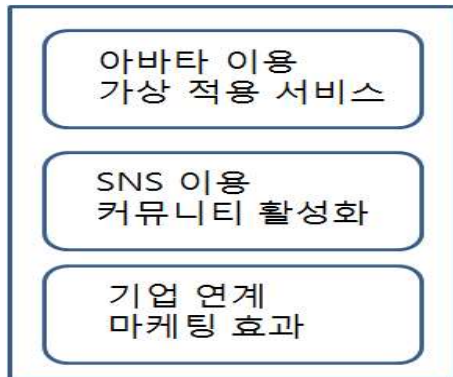 아바타 이용
가상 적용 서비스
SNS 이용
커뮤니티 활성화
기업 연계
마케팅 효과